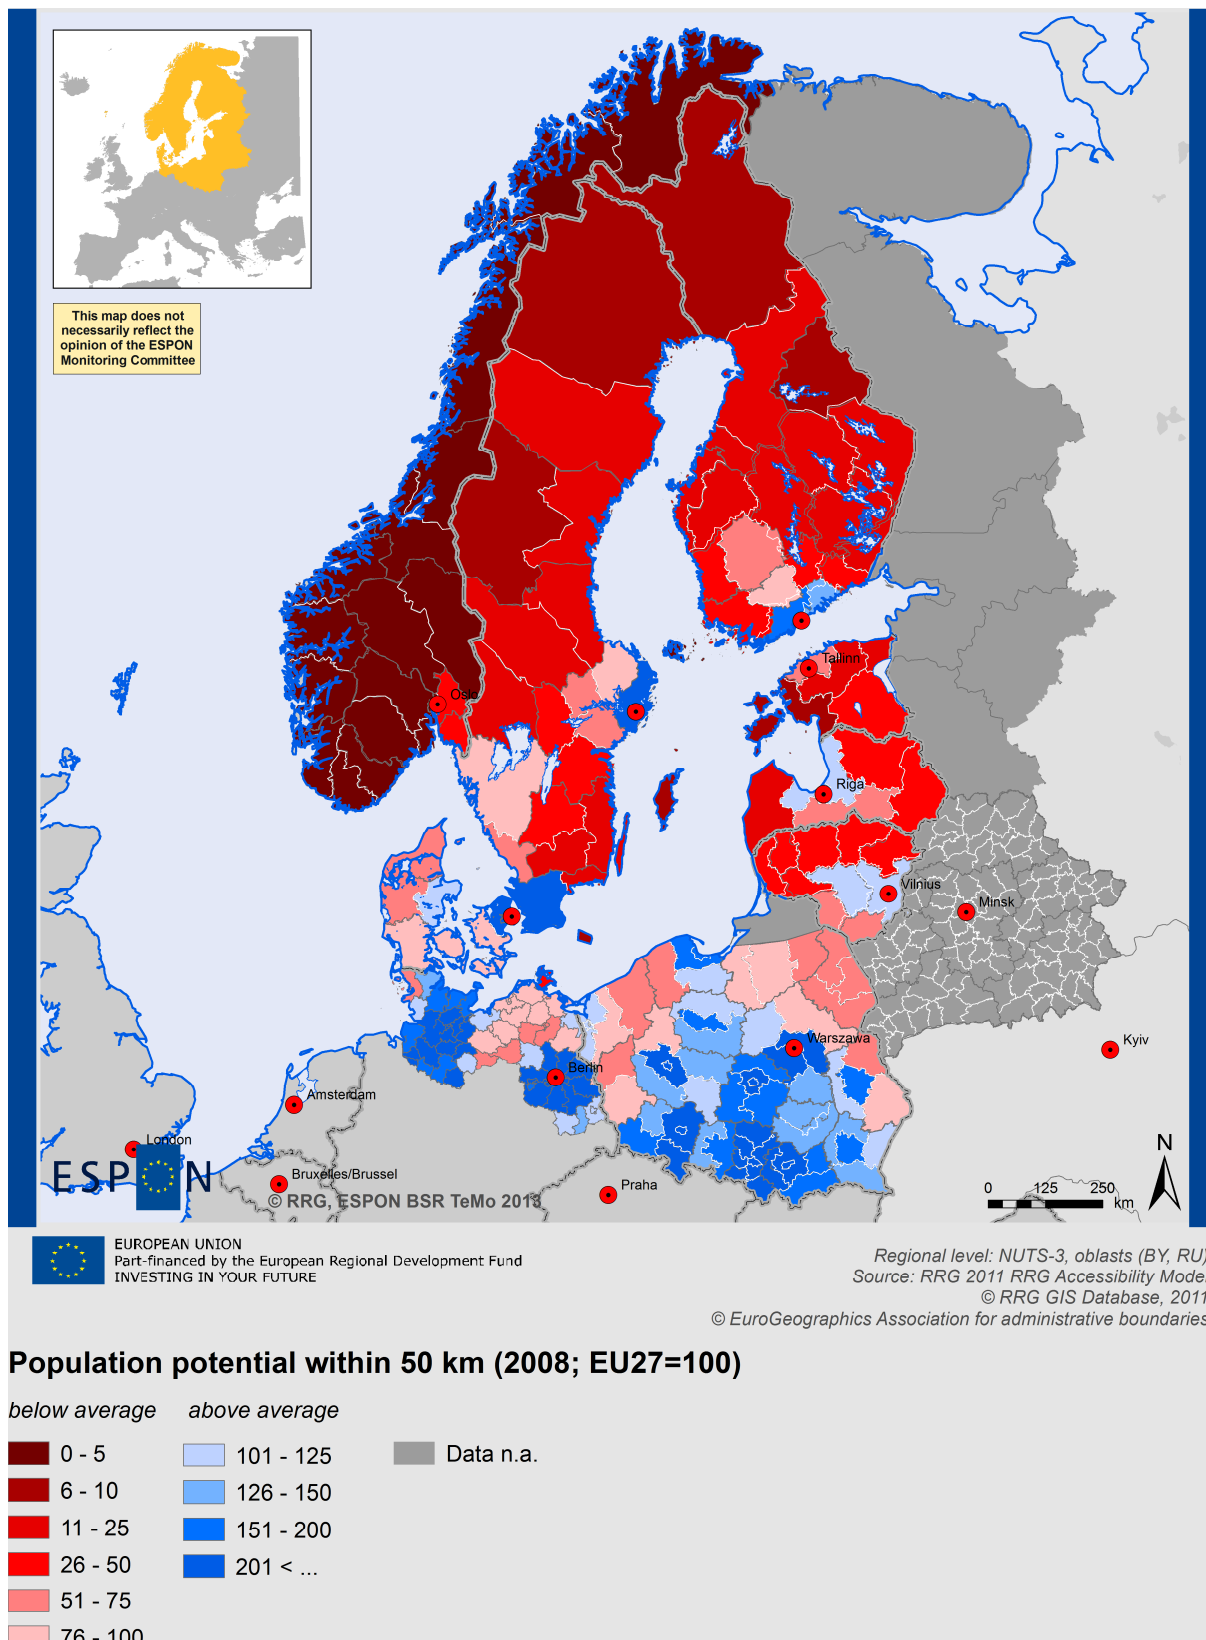 This map does not
necessarily reflect the
opinion of the ESPON
Monitoring Committee
Oslo
Tallinn
Riga
Vilnius
Minsk
Warszawa
Kyiv
Berlin
Amsterdam
London
Bruxelles/Brussel
Praha
ESPON
© RRG, ESPON BSR TeMo 2013
N
0 125 250
km
EUROPEAN UNION
Part-financed by the European Regional Development Fund
INVESTING IN YOUR FUTURE
Regional level: NUTS-3, oblasts (BY, RU)
Source: RRG 2011 RRG Accessibility Model
© RRG GIS Database, 2011
© EuroGeographics Association for administrative boundaries
Population potential within 50 km (2008; EU27=100)
below average above average
0 - 5 101 - 125 Data n.a.
6 - 10 126 - 150
11 - 25 151 - 200
26 - 50 201 < ...
51 - 75
76 - 100